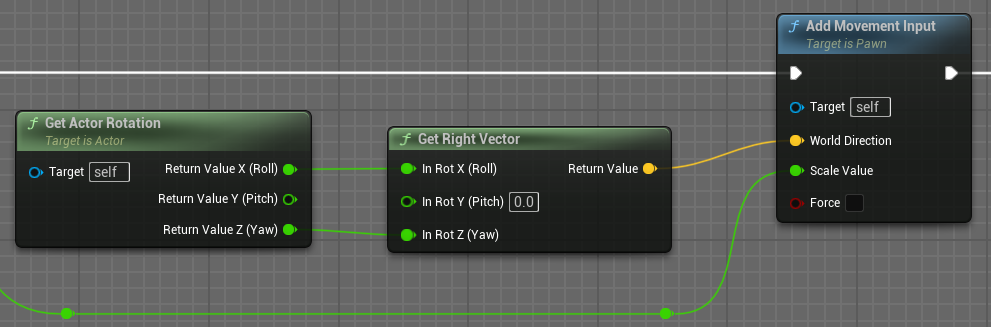 f Add Movement Input
Target is Pawn
Target self
World Direction
Scale Value
Force
f Get Actor Rotation
Target is Actor
Target self
Return Value X (Roll)
Return Value Y (Pitch)
Return Value Z (Yaw)
f Get Right Vector
In Rot X (Roll)
Return Value
In Rot Y (Pitch) 0.0
In Rot Z (Yaw)